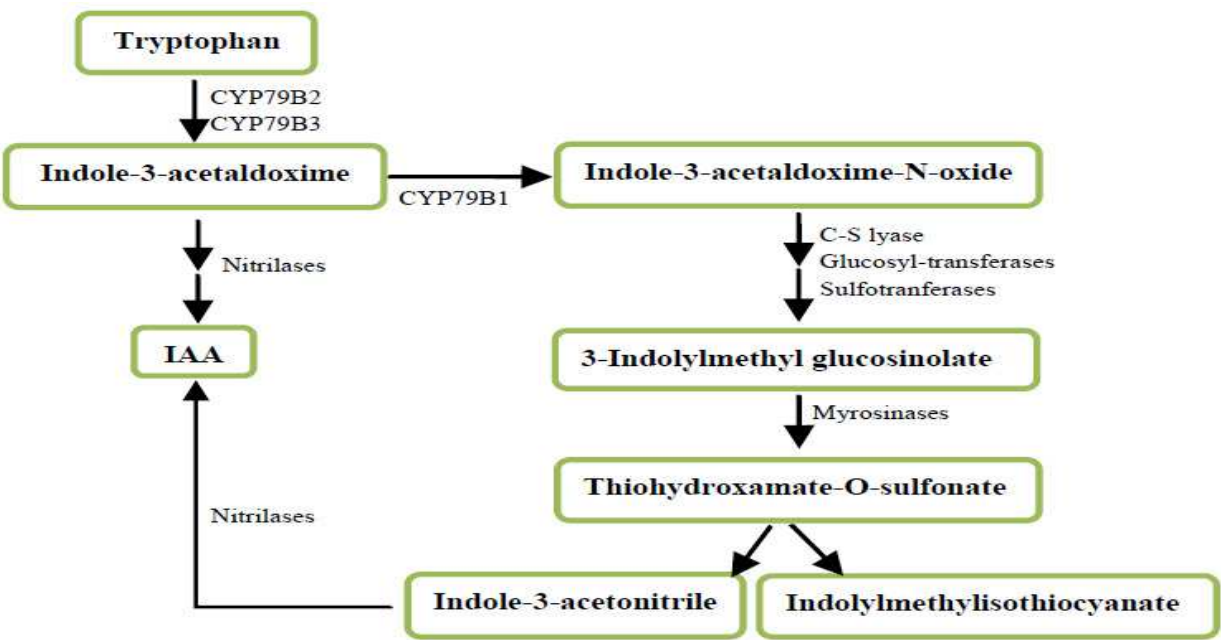 Tryptophan
CYP79B2
CYP79B3
Indole-3-acetaldoxime
CYP79B1
Indole-3-acetaldoxime-N-oxide
Nitrilases
C-S lyase
Glucosyl-transferases
Sulfotranferases
IAA
3-Indolylmethyl glucosinolate
Myrosinases
Thiohydroxamate-O-sulfonate
Nitrilases
Indole-3-acetonitrile
Indolylmethylisothiocyanate